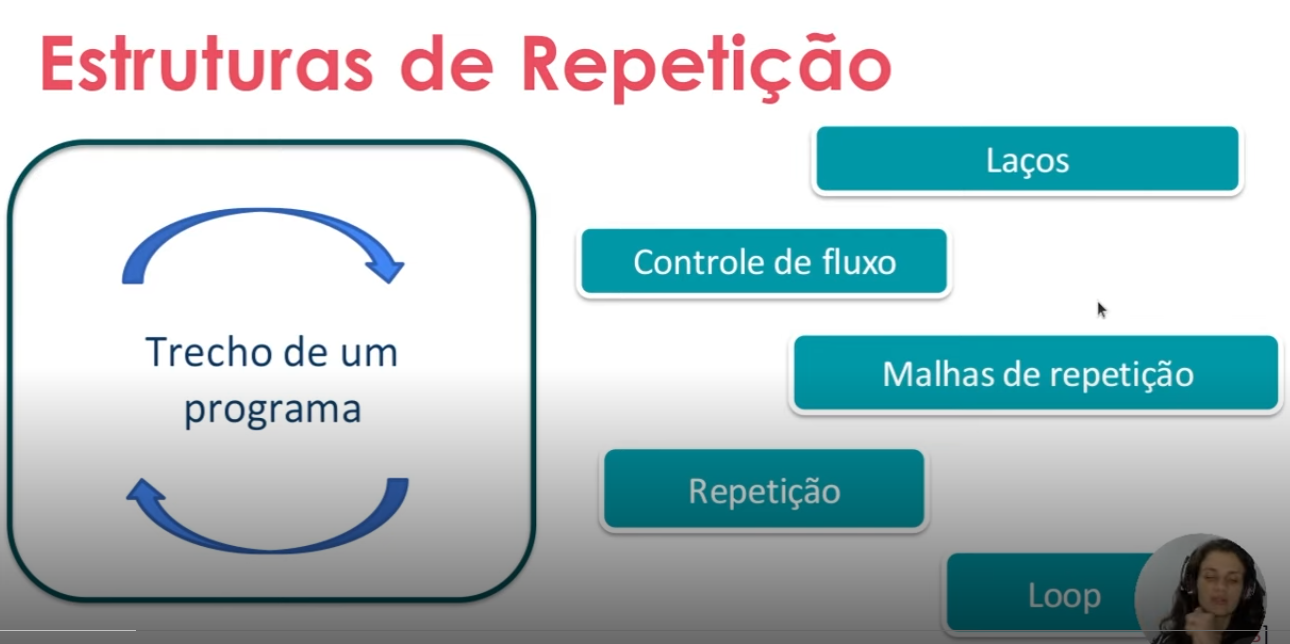 Estruturas de Repetição
Laços
Controle de fluxo
Trecho de um
programa
Malhas de repetição
Repetição
Loop